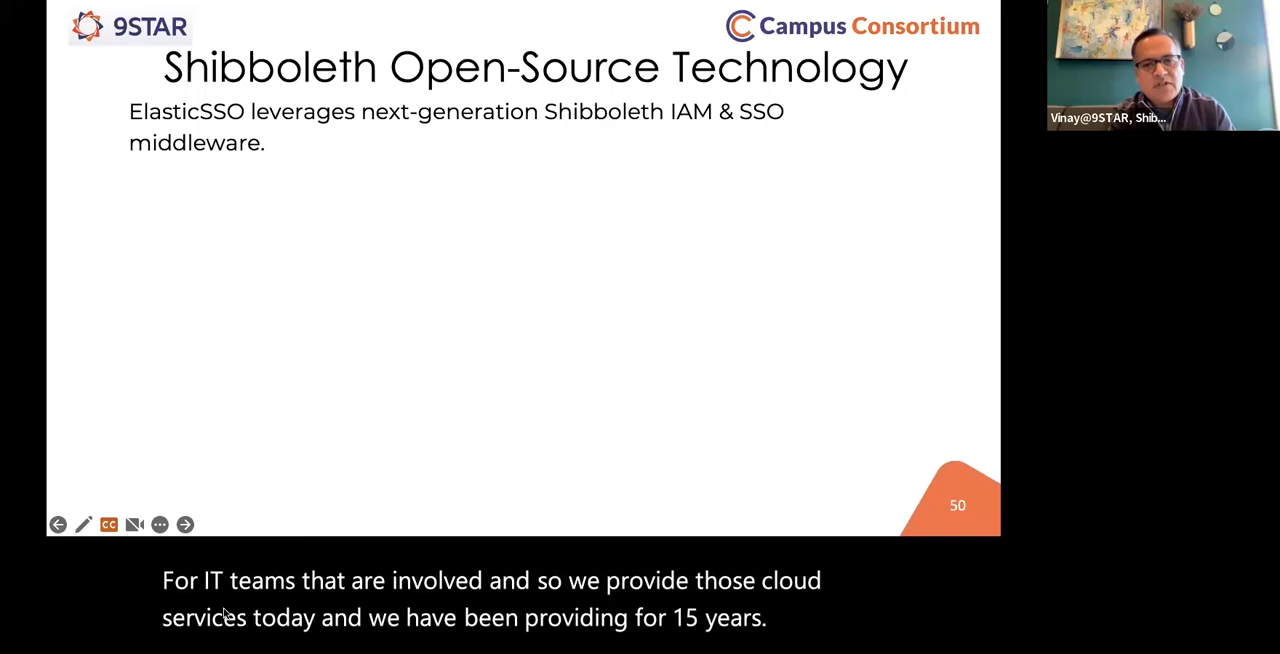 9STAR
Campus Consortium
Shibboleth Open-Source Technology
ElasticSSO leverages next-generation Shibboleth IAM & SSO
middleware.
Vinay@9STAR, Shib...
50
CC
For IT teams that are involved and so we provide those cloud
services today and we have been providing for 15 years.